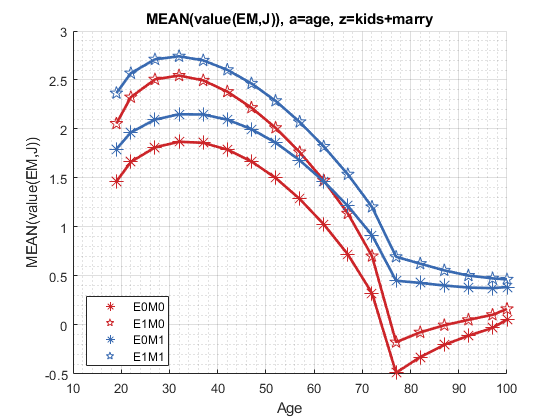 MEAN(value(EM,J)), a=age, z=kids+marry
3
2.5
2
1.5
1
0.5
0
-0.5
MEAN(value(EM,J))
E0M0
E1M0
E0M1
E1M1
10 20 30 40 50 60 70 80 90 100
Age